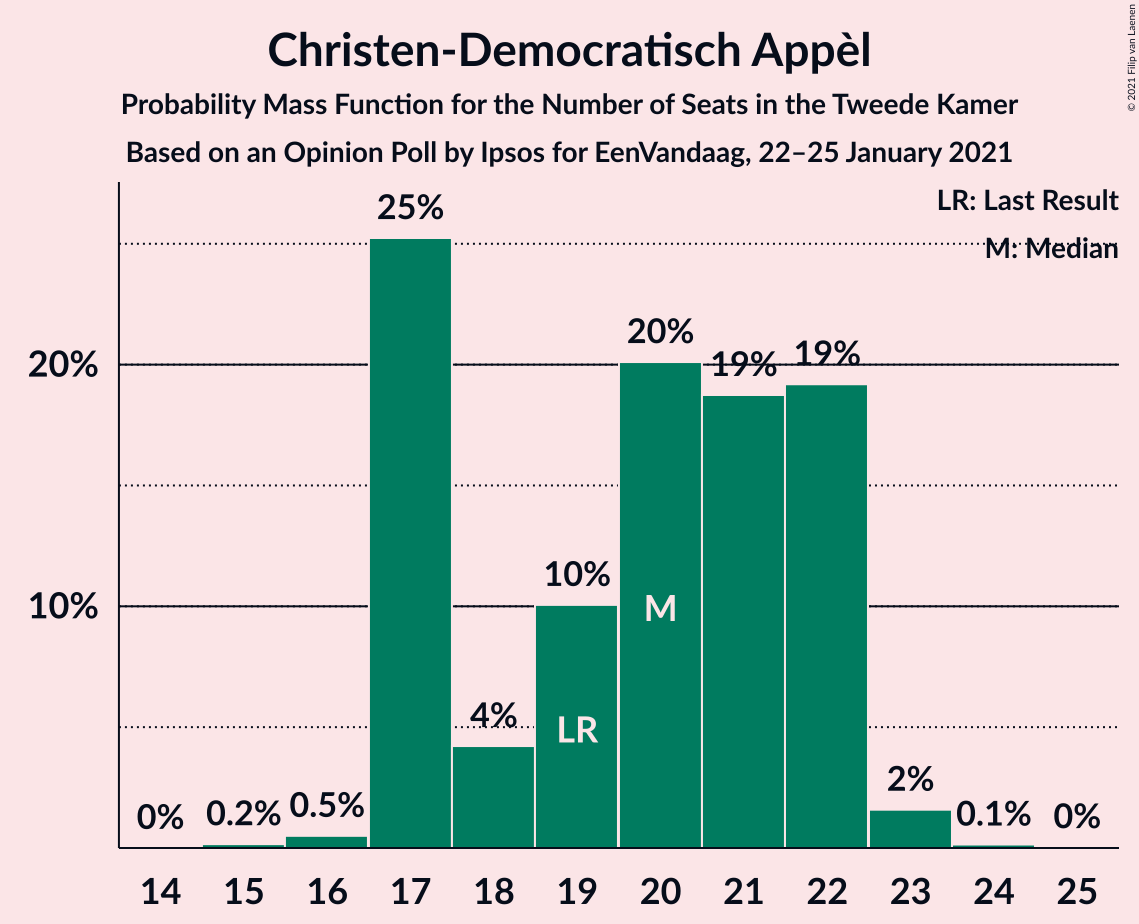 © 2021 Filip van Laenen
Christen-Democratisch Appèl
Probability Mass Function for the Number of Seats in the Tweede Kamer
Based on an Opinion Poll by Ipsos for EenVandaag, 22–25 January 2021
LR: Last Result
M: Median
25%
20%
20%
19%
19%
10%
10%
M
LR
4%
2%
0%
0.2%
0.5%
0.1%
0%
14 15 16 17 18 19 20 21 22 23 24 25